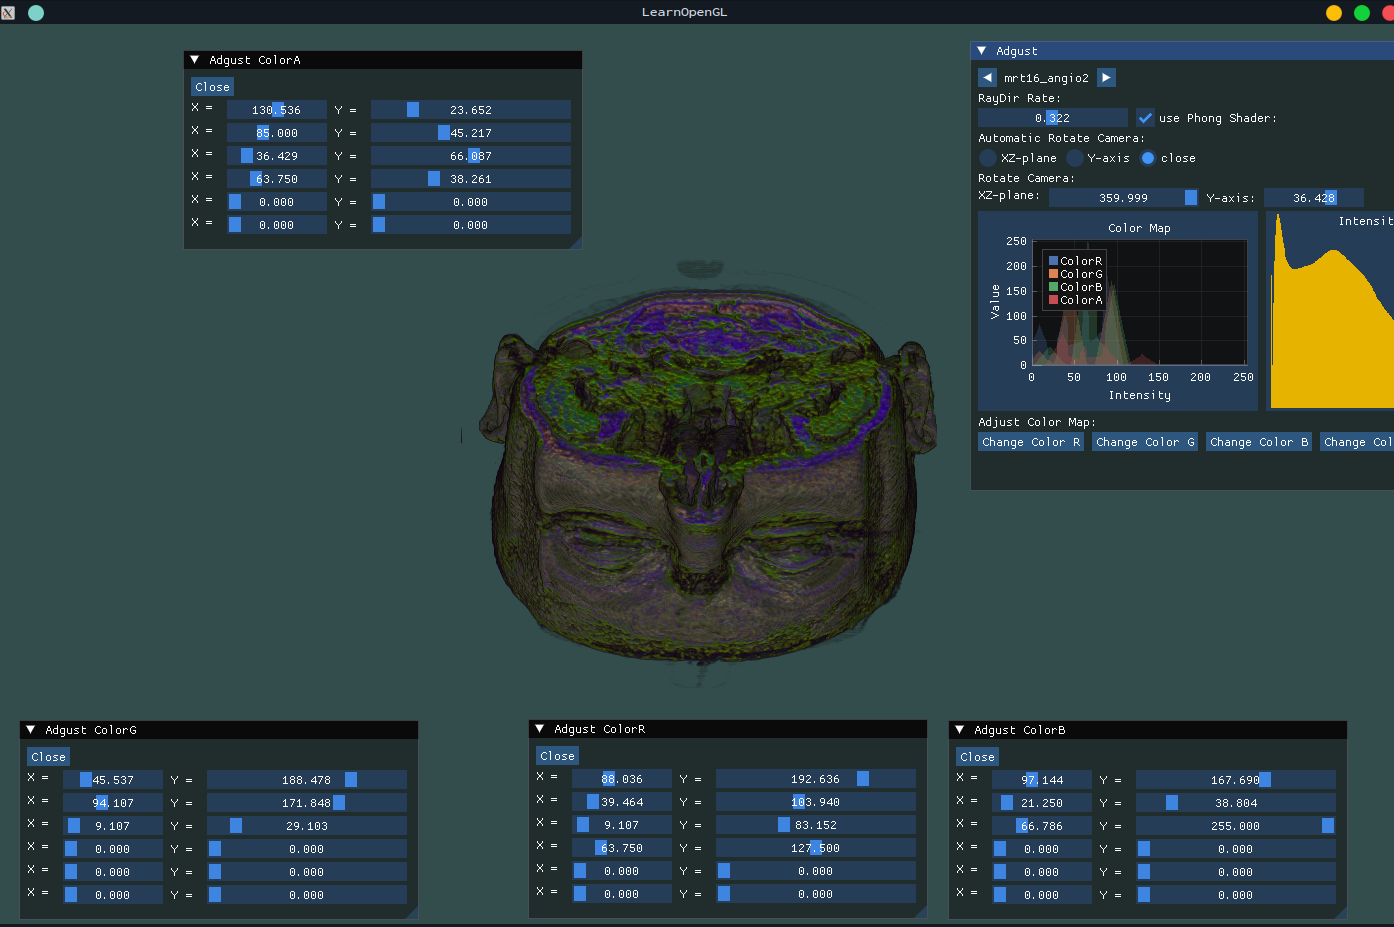 LearnOpenGL
Adgust ColorA
Close
X = 130.536 Y = 23.652
X = 85.000 Y = 45.217
X = 36.429 Y = 66.087
X = 63.750 Y = 38.261
X = 0.000 Y = 0.000
X = 0.000 Y = 0.000
Adgust
mrt16_angio2
RayDir Rate:
0.322 use Phong Shader:
Automatic Rotate Camera:
XZ-plane Y-axis close
Rotate Camera:
XZ-plane: 359.999 Y-axis: 36.428
Color Map
250
200
150
100
50
0
Value
ColorR
ColorG
ColorB
ColorA
0 50 100 150 200 250
Intensity
Intensit
Adjust Color Map:
Change Color R Change Color G Change Color B Change Col
Adgust ColorG
Close
X = 45.537 Y = 188.478
X = 94.107 Y = 171.848
X = 9.107 Y = 29.103
X = 0.000 Y = 0.000
X = 0.000 Y = 0.000
X = 0.000 Y = 0.000
Adgust ColorR
Close
X = 88.036 Y = 192.636
X = 39.464 Y = 103.940
X = 9.107 Y = 83.152
X = 63.750 Y = 127.500
X = 0.000 Y = 0.000
X = 0.000 Y = 0.000
Adgust ColorB
Close
X = 97.144 Y = 167.690
X = 21.250 Y = 38.804
X = 66.786 Y = 255.000
X = 0.000 Y = 0.000
X = 0.000 Y = 0.000
X = 0.000 Y = 0.000